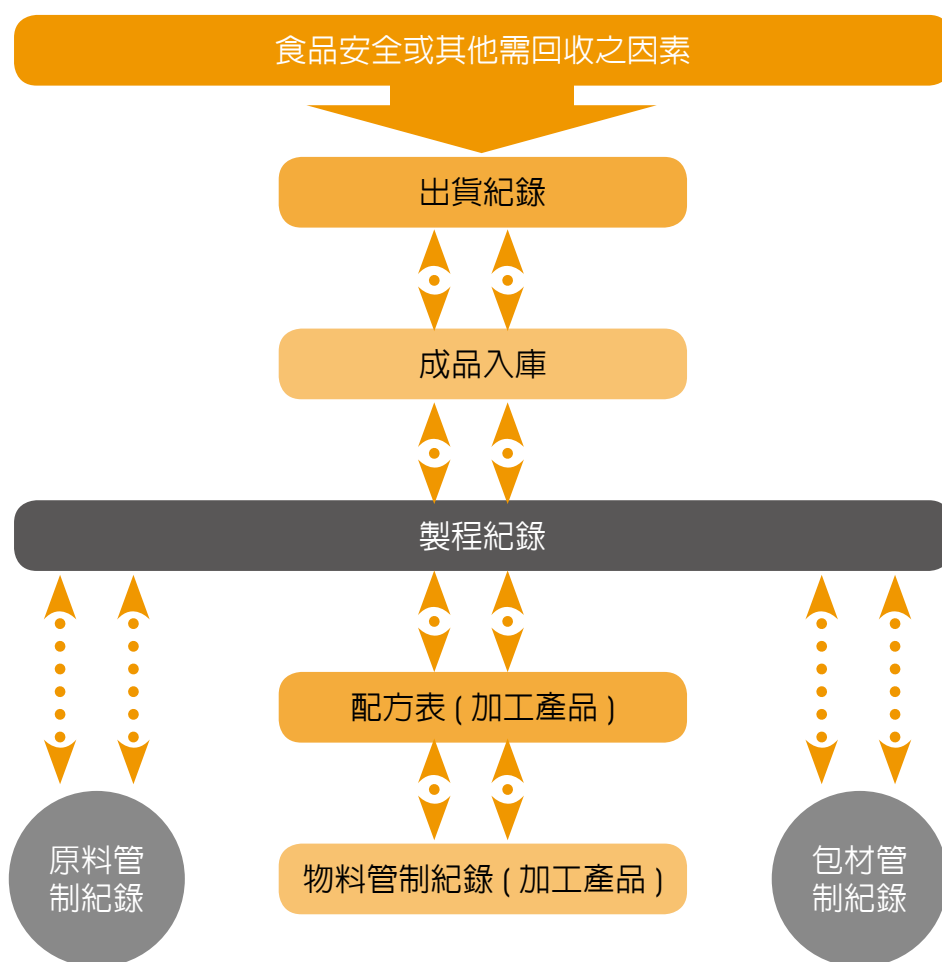 食品安全或其他需回收之因素
出貨紀錄
成品入庫
製程紀錄
配方表 ( 加工產品 )
原料管
制紀錄
物料管制紀錄 ( 加工產品 )
包材管
制紀錄